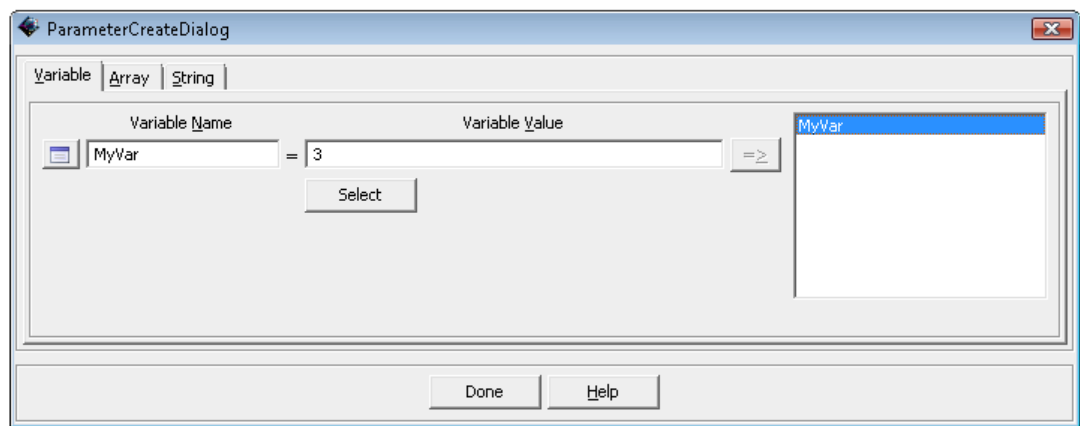 ParameterCreateDialog
Variable Array String
Variable Name Variable Value
MyVar = 3 => MyVar
Select
Done Help